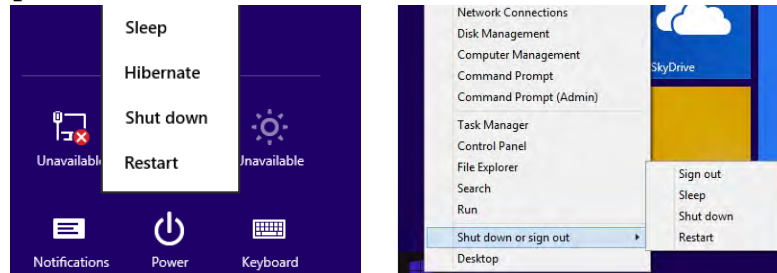 Sleep
Hibernate
Shut down
Restart
Unavailabl
Unavailable
Notifications
Power
Keyboard
Network Connections
Disk Management
Computer Management
Command Prompt
Command Prompt (Admin)
Task Manager
Control Panel
File Explorer
Search
Run
Shut down or sign out
Desktop
SkyDrive
Sign out
Sleep
Shut down
Restart